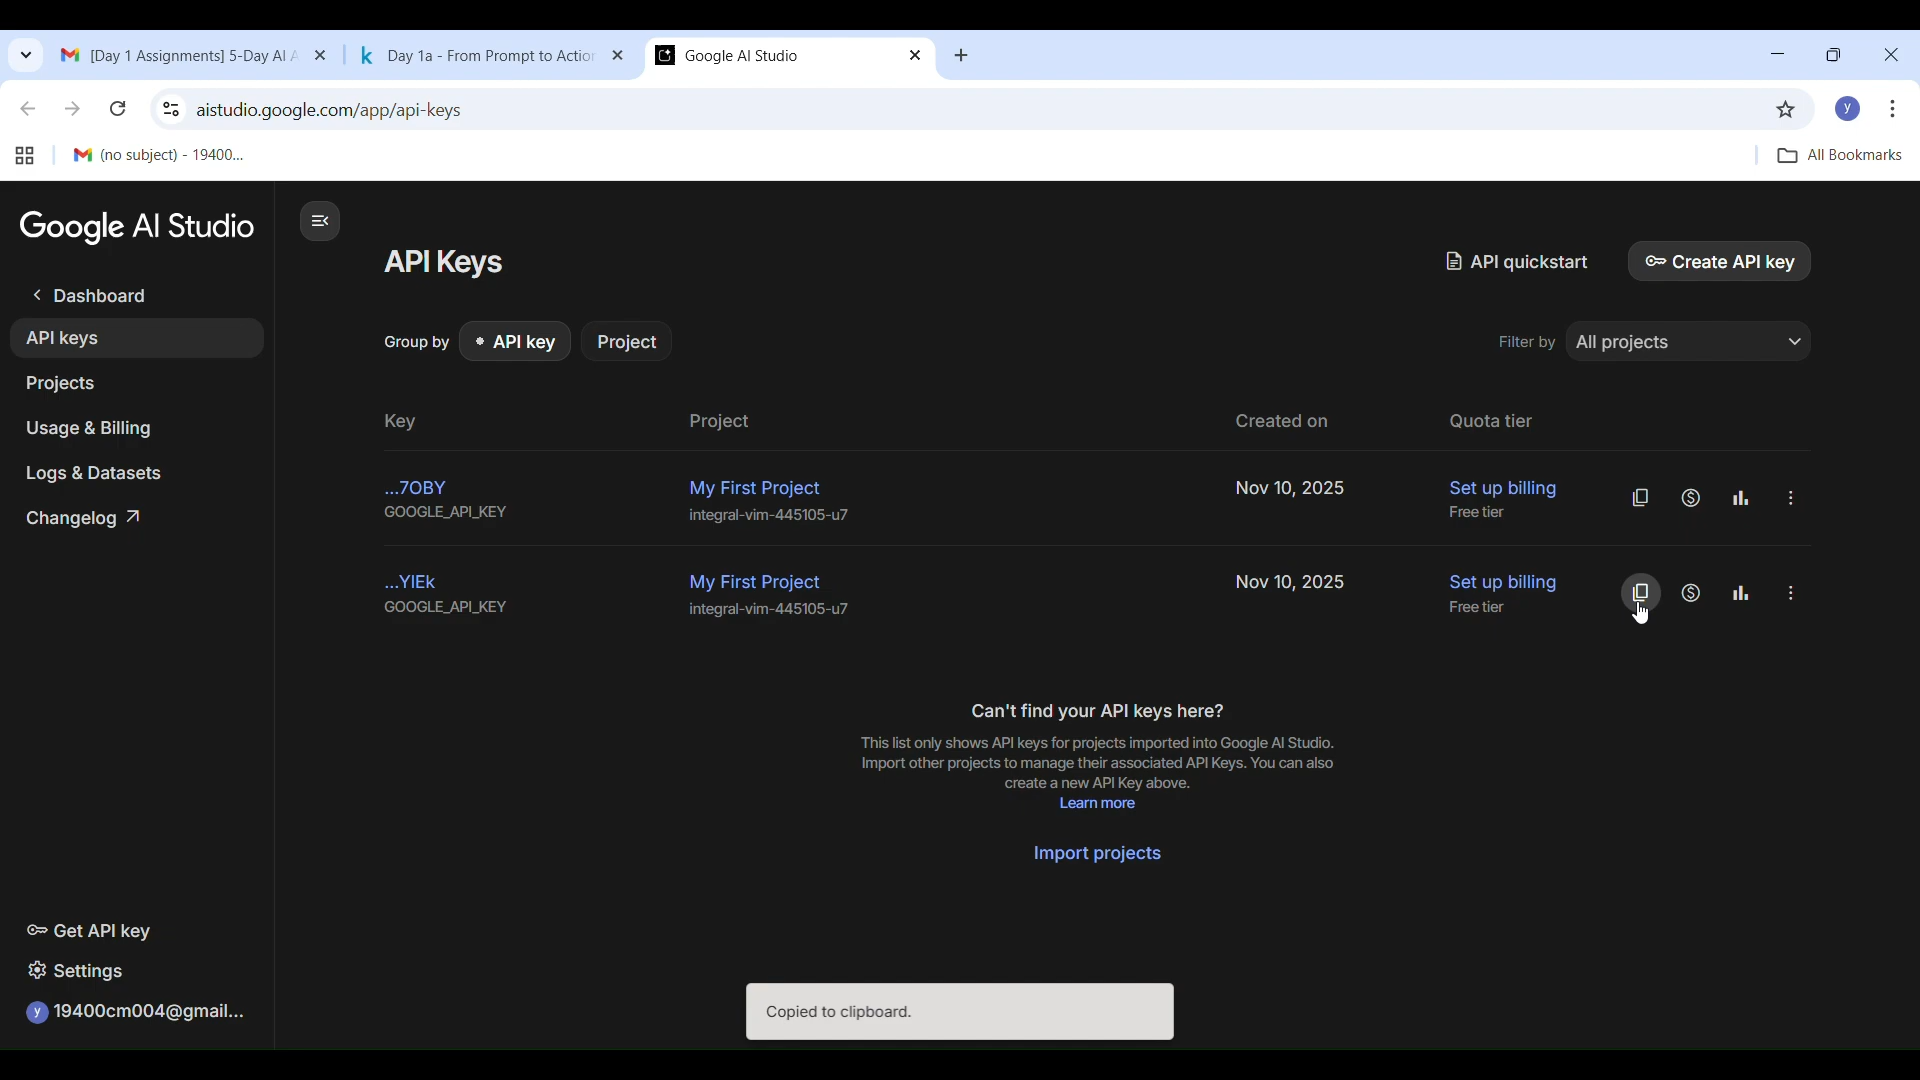 [Day 1 Assignments] 5-Day AI A
Day 1a - From Prompt to Action
Google AI Studio
aistudio.google.com/app/api-keys
y
(no subject) - 19400...
All Bookmarks
Google AI Studio
API Keys
API quickstart
Create API key
Dashboard
API keys
Group by
API key
Project
Filter by
All projects
Projects
Usage & Billing
Logs & Datasets
Changelog
Key
Project
Created on
Quota tier
...7OBY
GOOGLE_API_KEY
My First Project
integral-vim-445105-u7
Nov 10, 2025
Set up billing
Free tier
...YIEk
GOOGLE_API_KEY
My First Project
integral-vim-445105-u7
Nov 10, 2025
Set up billing
Free tier
Can't find your API keys here?
This list only shows API keys for projects imported into Google AI Studio.
Import other projects to manage their associated API Keys. You can also
create a new API Key above.
Learn more
Import projects
Get API key
Settings
y 19400cm004@gmail...
Copied to clipboard.